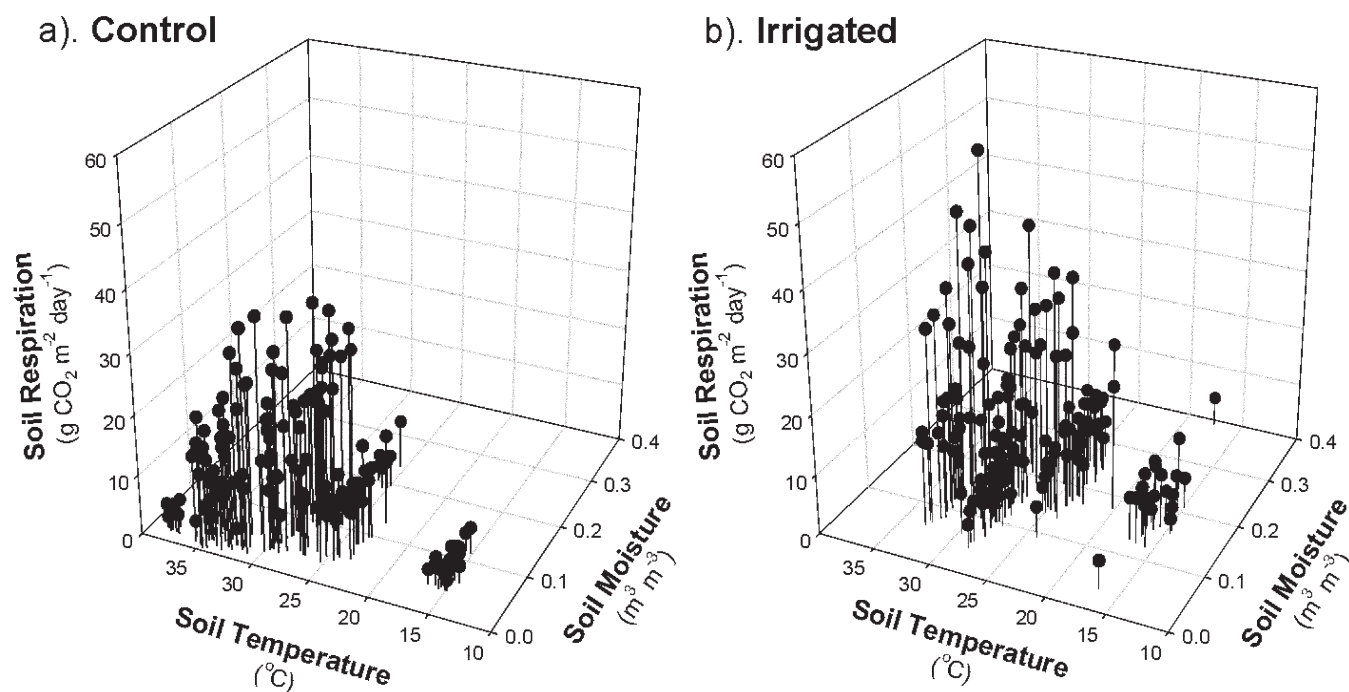 a). Control
60
50
40
30
20
10
0
Soil Respiration
(g CO₂ m⁻² day⁻¹)
35
30
25
20
15
10
Soil Temperature
(°C)
0.0
0.1
0.2
0.3
0.4
Soil Moisture
(m³ m⁻³)
b). Irrigated
60
50
40
30
20
10
0
Soil Respiration
(g CO₂ m⁻² day⁻¹)
35
30
25
20
15
10
Soil Temperature
(°C)
0.0
0.1
0.2
0.3
0.4
Soil Moisture
(m³ m⁻³)